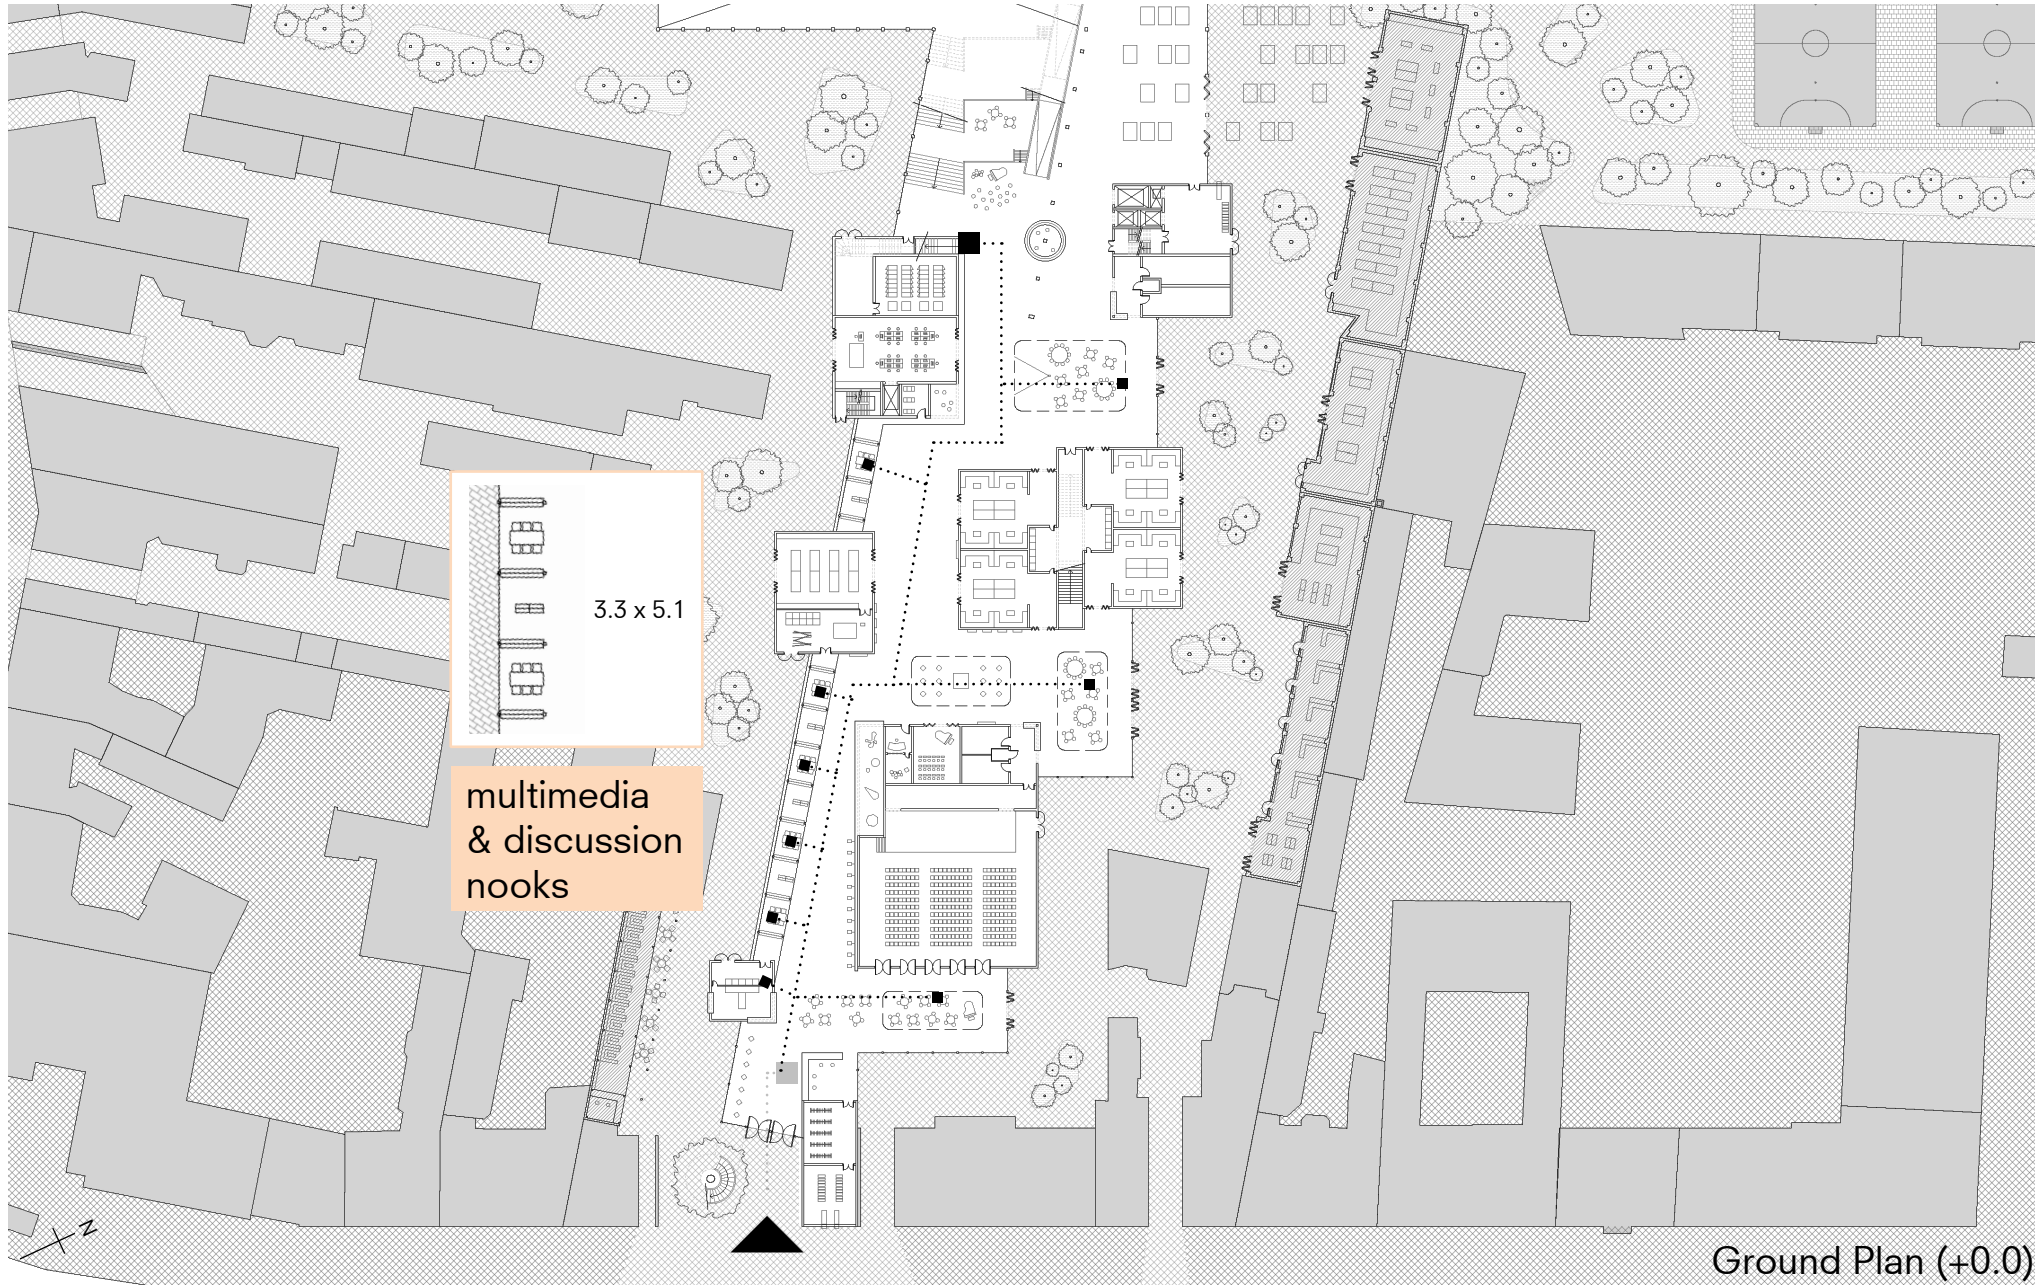 3.3 x 5.1
multimedia
& discussion
nooks
N
Ground Plan (+0.0)